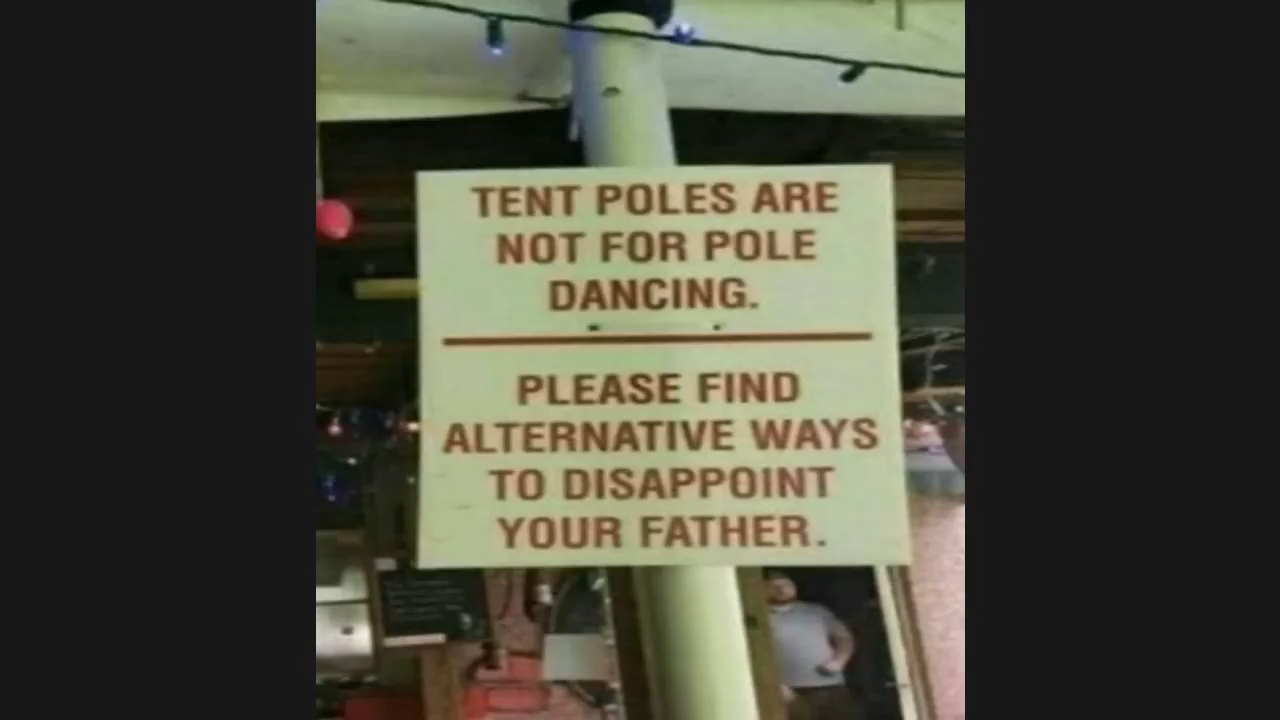 TENT POLES ARE
NOT FOR POLE
DANCING.
PLEASE FIND
ALTERNATIVE WAYS
TO DISAPPOINT
YOUR FATHER.